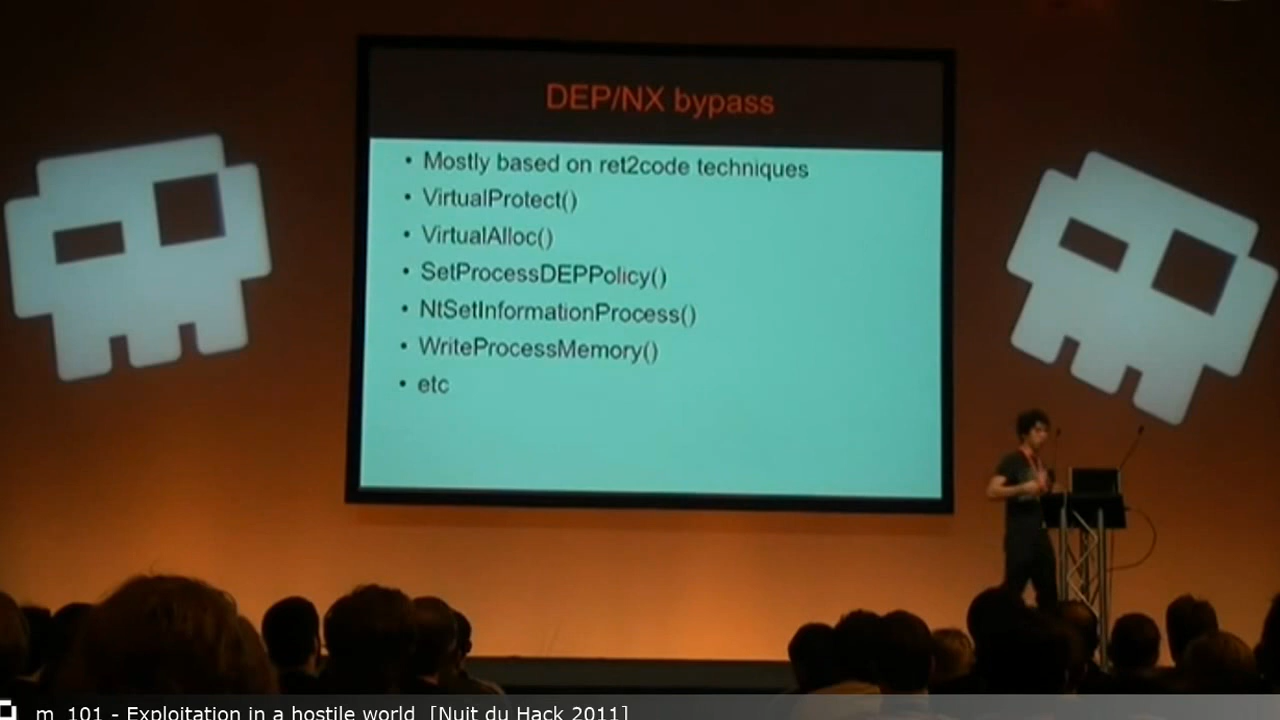 DEP/NX bypass
• Mostly based on ret2code techniques
• VirtualProtect()
• VirtualAlloc()
• SetProcessDEPPolicy()
• NtSetInformationProcess()
• WriteProcessMemory()
• etc
m_101 - Exploitation in a hostile world [Nuit du Hack 2011]